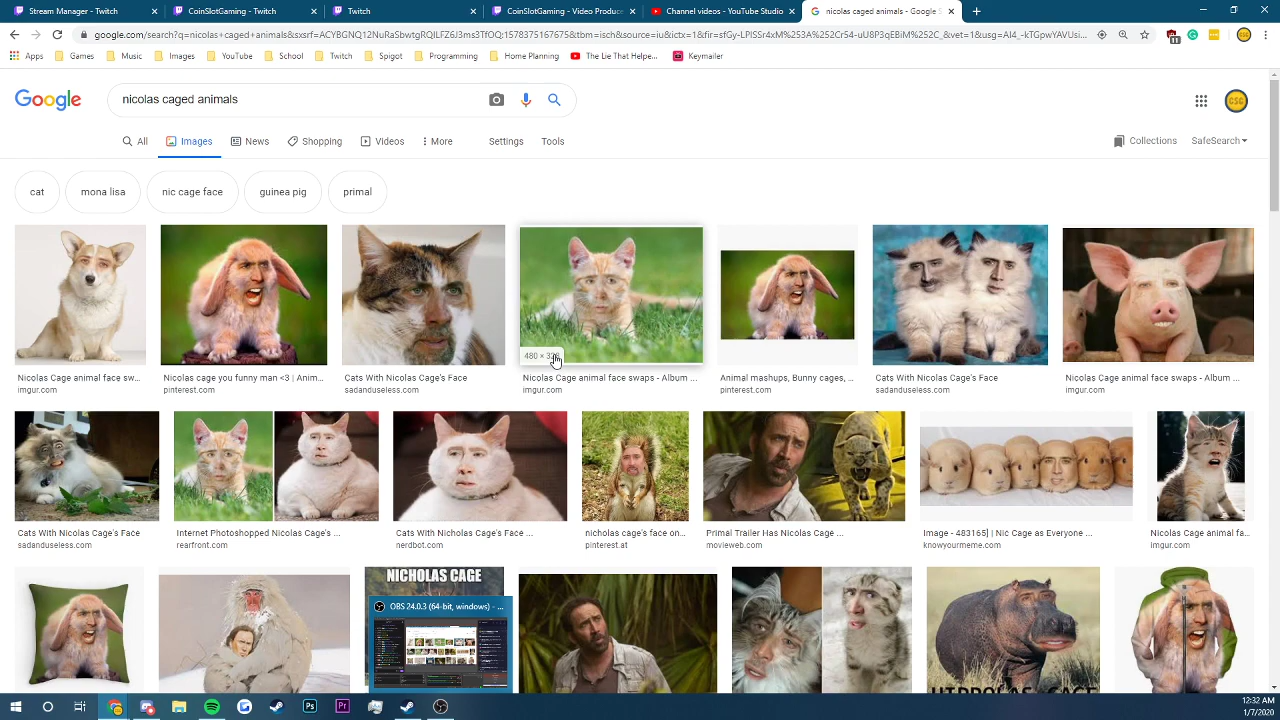 Stream Manager - Twitch
CoinSlotGaming - Twitch
Twitch
CoinSlotGaming - Video Produce
Channel videos - YouTube Studio
nicolas caged animals - Google S
Apps
Games
Music
Images
YouTube
School
Twitch
Spigot
Programming
Home Planning
The Lie That Helpe...
Keymailer
Google
nicolas caged animals
CSC
All
Images
News
Shopping
Videos
More
Settings
Tools
Collections
SafeSearch
cat
mona lisa
nic cage face
guinea pig
primal
480 ×
Nicolas Cage animal face sw...
imgur.com
Nicolas cage you funny man <3 | Anim...
pinterest.com
Cats With Nicolas Cage's Face
sadanduseless.com
Nicolas Cage animal face swaps - Album ...
imgur.com
Animal mashups, Bunny cages, ...
pinterest.com
Cats With Nicolas Cage's Face
sadanduseless.com
Nicolas Cage animal face swaps - Album ...
imgur.com
Cats With Nicolas Cage's Face
sadanduseless.com
Internet Photoshopped Nicolas Cage's ...
rearfront.com
Cats With Nicholas Cage's Face ...
nerdbot.com
nicholas cage's face on...
pinterest.at
Primal Trailer Has Nicolas Cage ...
movieweb.com
Image - 483165] | Nic Cage as Everyone ...
knowyourmeme.com
Nicolas Cage animal fa...
imgur.com
NICHOLAS CAGE
OBS 24.0.3 (64-bit, windows) - ...
12:32 AM
1/7/2020